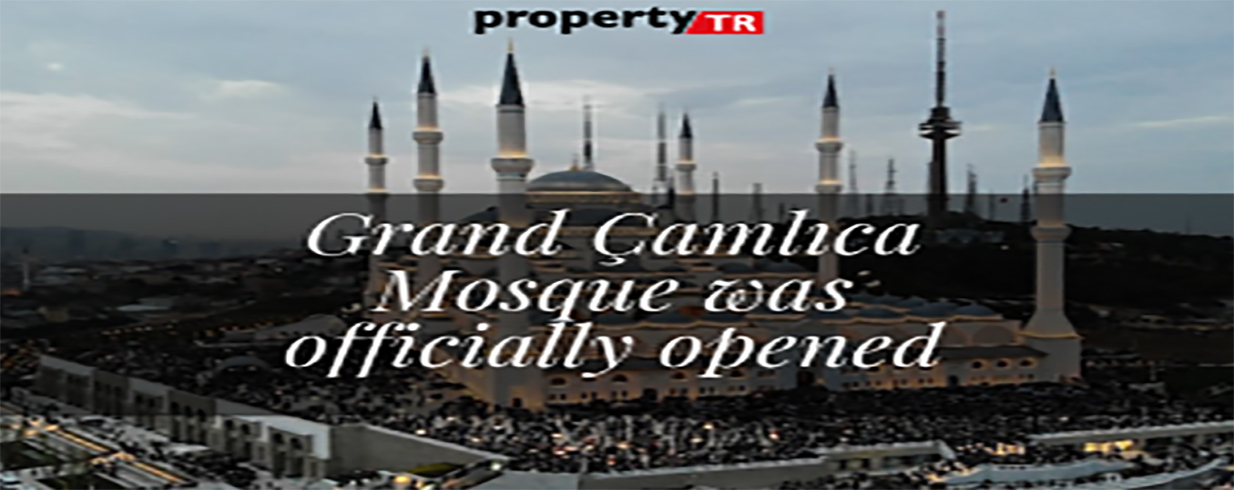 propertyTR
Grand Çamlıca
Mosque was
officially opened